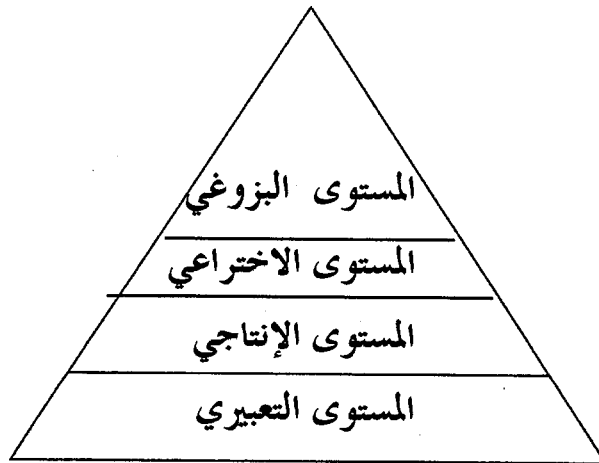 المستوى البزوغي
المستوى الاختراعي
المستوى الإنتاجي
المستوى التعبيري